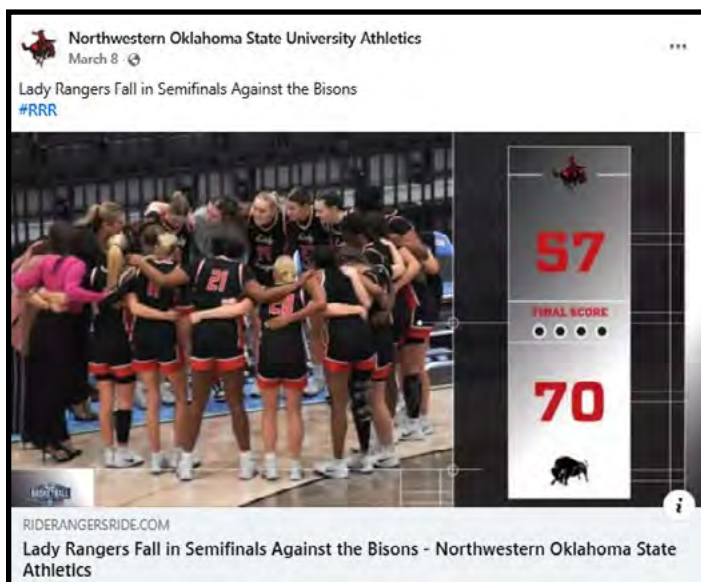 Northwestern Oklahoma State University Athletics
March 8
Lady Rangers Fall in Semifinals Against the Bisons
#RRR
57
FINAL SCORE
70
21
BASKETBALL
RIDERANGERSRIDE.COM
Lady Rangers Fall in Semifinals Against the Bisons - Northwestern Oklahoma State
Athletics